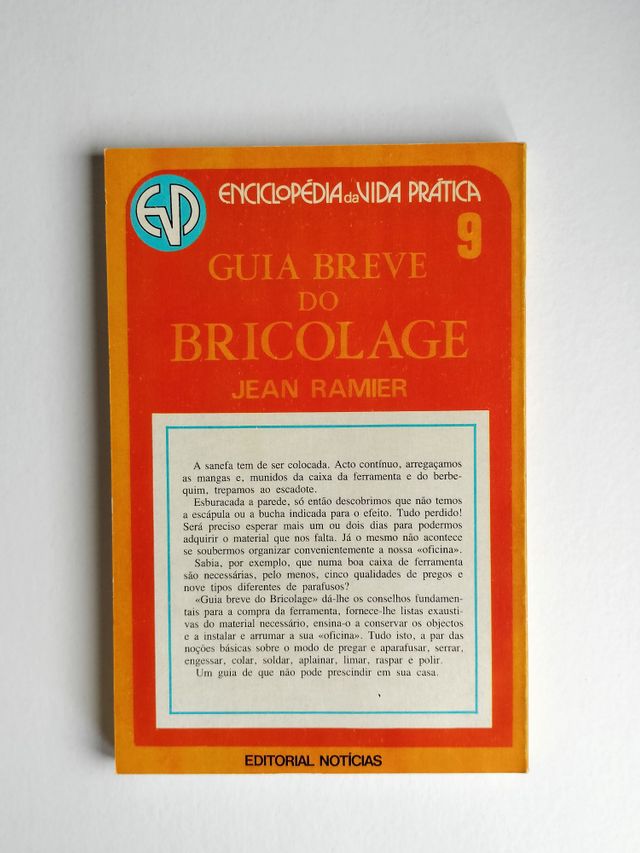 EVP
ENCICLOPÉDIA da VIDA PRÁTICA
9
GUIA BREVE
DO
BRICOLAGE
JEAN RAMIER
A sanefa tem de ser colocada. Acto contínuo, arregaçamos
as mangas e, munidos da caixa da ferramenta e do berbe-
quim, trepamos ao escadote.
Esburacada a parede, só então descobrimos que não temos
a escápula ou a bucha indicada para o efeito. Tudo perdido!
Será preciso esperar mais um ou dois dias para podermos
adquirir o material que nos falta. Já o mesmo não acontece
se soubermos organizar convenientemente a nossa «oficina».
Sabia, por exemplo, que numa boa caixa de ferramenta
são necessárias, pelo menos, cinco qualidades de pregos e
nove tipos diferentes de parafusos?
«Guia breve do Bricolage» dá-lhe os conselhos fundamen-
tais para a compra da ferramenta, fornece-lhe listas exausti-
vas do material necessário, ensina-o a conservar os objectos
e a instalar e arrumar a sua «oficina». Tudo isto, a par das
noções básicas sobre o modo de pregar e aparafusar, serrar,
engessar, colar, soldar, aplainar, limar, raspar e polir.
Um guia de que não pode prescindir em sua casa.
EDITORIAL NOTÍCIAS